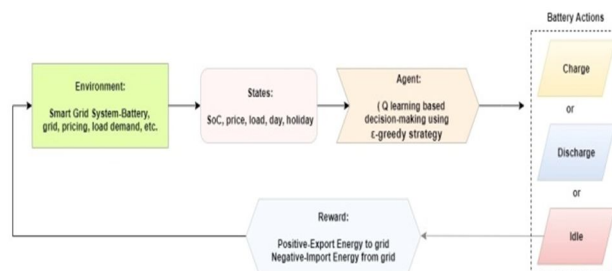 Battery Actions
Environment:
Smart Grid System-Battery,
grid, pricing, load demand, etc.
States:
SoC, price, load, day, holiday
Agent:
( Q learning based
decision-making using
ε-greedy strategy
Charge
or
Discharge
or
Idle
Reward:
Positive-Export Energy to grid
Negative-Import Energy from grid